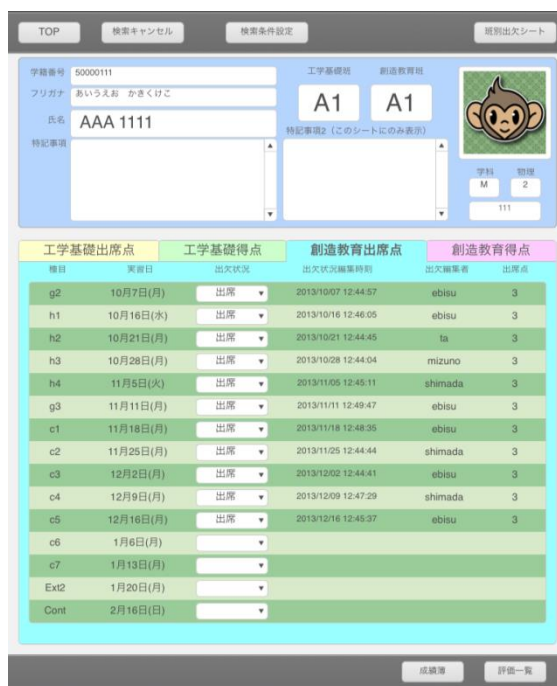 TOP 検索キャンセル 検索条件設定 班別出欠シート
学籍番号 50000111 工学基礎班 創造教育班
フリガナ あいうえお かきくけこ
A1 A1
氏名 AAA 1111
特記事項 特記事項2（このシートにのみ表示）
学科 物理
M 2
111
工学基礎出席点 工学基礎得点 創造教育出席点 創造教育得点
種目 実習日 出欠状況 出欠状況編集時刻 出欠編集者 出席点
g2 10月7日(月) 出席 2013/10/07 12:44:57 ebisu 3
h1 10月16日(水) 出席 2013/10/16 12:46:05 ebisu 3
h2 10月21日(月) 出席 2013/10/21 12:44:45 ta 3
h3 10月28日(月) 出席 2013/10/28 12:44:04 mizuno 3
h4 11月5日(火) 出席 2013/11/05 12:45:11 shimada 3
g3 11月11日(月) 出席 2013/11/11 12:49:47 ebisu 3
c1 11月18日(月) 出席 2013/11/18 12:48:35 ebisu 3
c2 11月25日(月) 出席 2013/11/25 12:44:44 shimada 3
c3 12月2日(月) 出席 2013/12/02 12:44:41 ebisu 3
c4 12月9日(月) 出席 2013/12/09 12:47:29 shimada 3
c5 12月16日(月) 出席 2013/12/16 12:45:37 ebisu 3
c6 1月6日(月)
c7 1月13日(月)
Ext2 1月20日(月)
Cont 2月16日(日)
成績簿 評価一覧